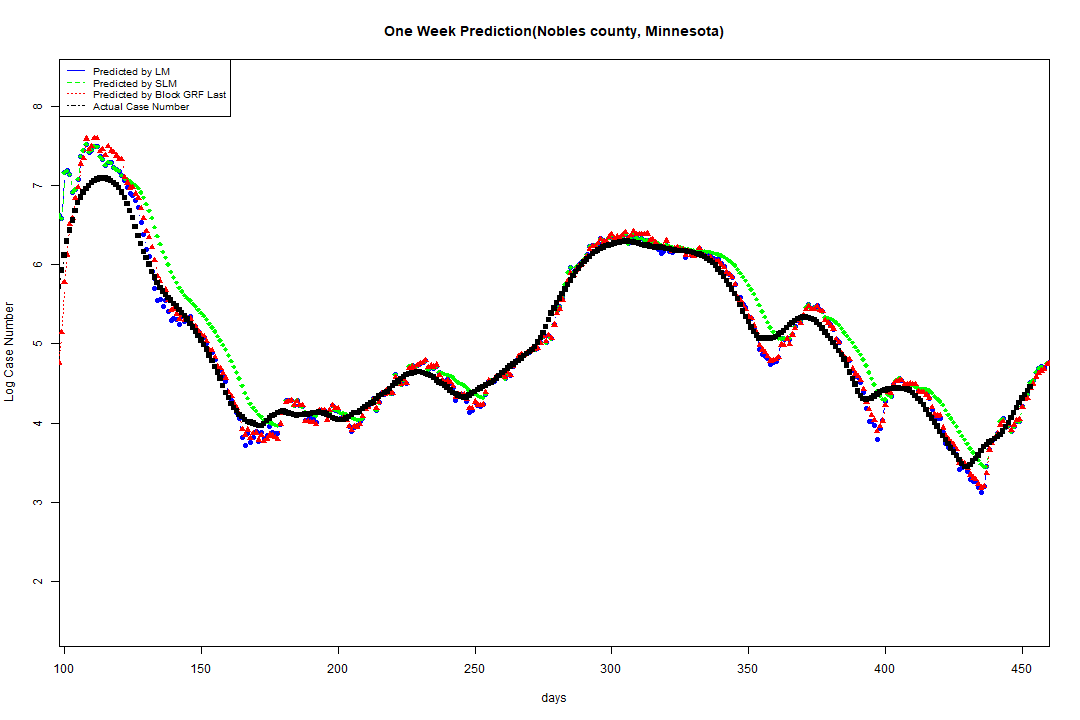 One Week Prediction(Nobles county, Minnesota)
Predicted by LM
Predicted by SLM
Predicted by Block GRF Last
Actual Case Number
8
7
6
5
4
3
2
Log Case Number
100 150 200 250 300 350 400 450
days